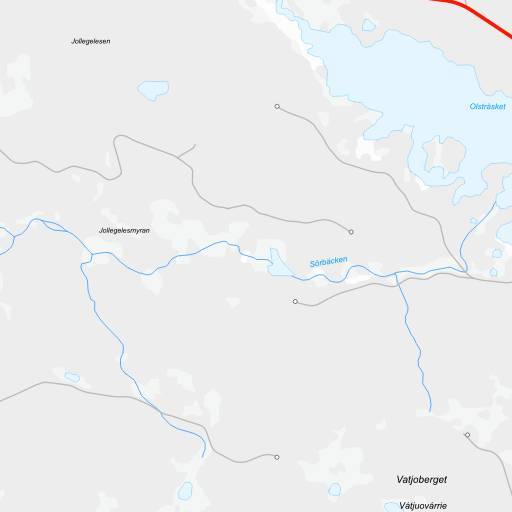 Jollegelesen
Olsträsket
Jollegelesmyran
Sörbäcken
Vatjoberget
Vátjuovárrie